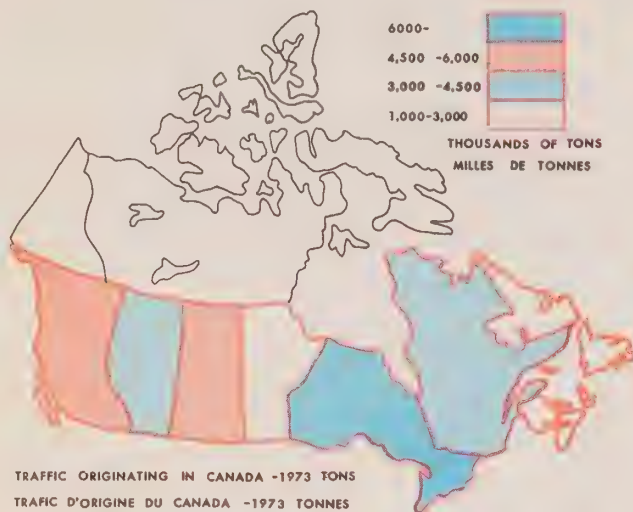 6000-
4,500 -6,000
3,000 -4,500
1,000-3,000
THOUSANDS OF TONS
MILLES DE TONNES
TRAFFIC ORIGINATING IN CANADA -1973 TONS
TRAFIC D'ORIGINE DU CANADA -1973 TONNES